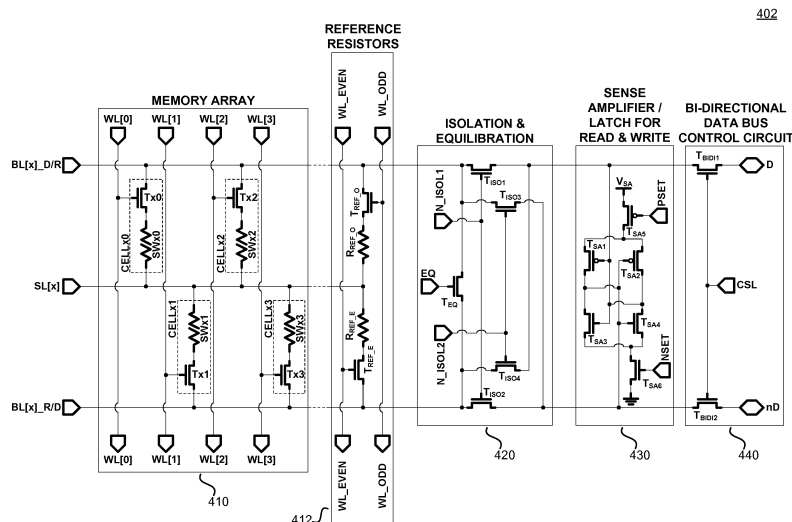 402
REFERENCE
RESISTORS
WL_EVEN
WL_ODD
MEMORY ARRAY
WL[0]
WL[1]
WL[2]
WL[3]
ISOLATION &
EQUILIBRATION
SENSE
AMPLIFIER /
LATCH FOR
READ & WRITE
BI-DIRECTIONAL
DATA BUS
CONTROL CIRCUIT
BL[x]_D/R
SL[x]
BL[x]_R/D
CELLx0
Tx0
SWx0
CELLx2
Tx2
SWx2
CELLx1
SWx1
Tx1
CELLx3
SWx3
Tx3
TREF_O
RREF_O
RREF_E
TREF_E
N_ISOL1
TISO1
TISO3
EQ
TEQ
N_ISOL2
TISO4
TISO2
VSA
PSET
TSA5
TSA1
TSA2
TSA3
TSA4
NSET
TSA6
TBIDI1
D
CSL
TBIDI2
nD
WL[0]
WL[1]
WL[2]
WL[3]
WL_EVEN
WL_ODD
410
412
420
430
440